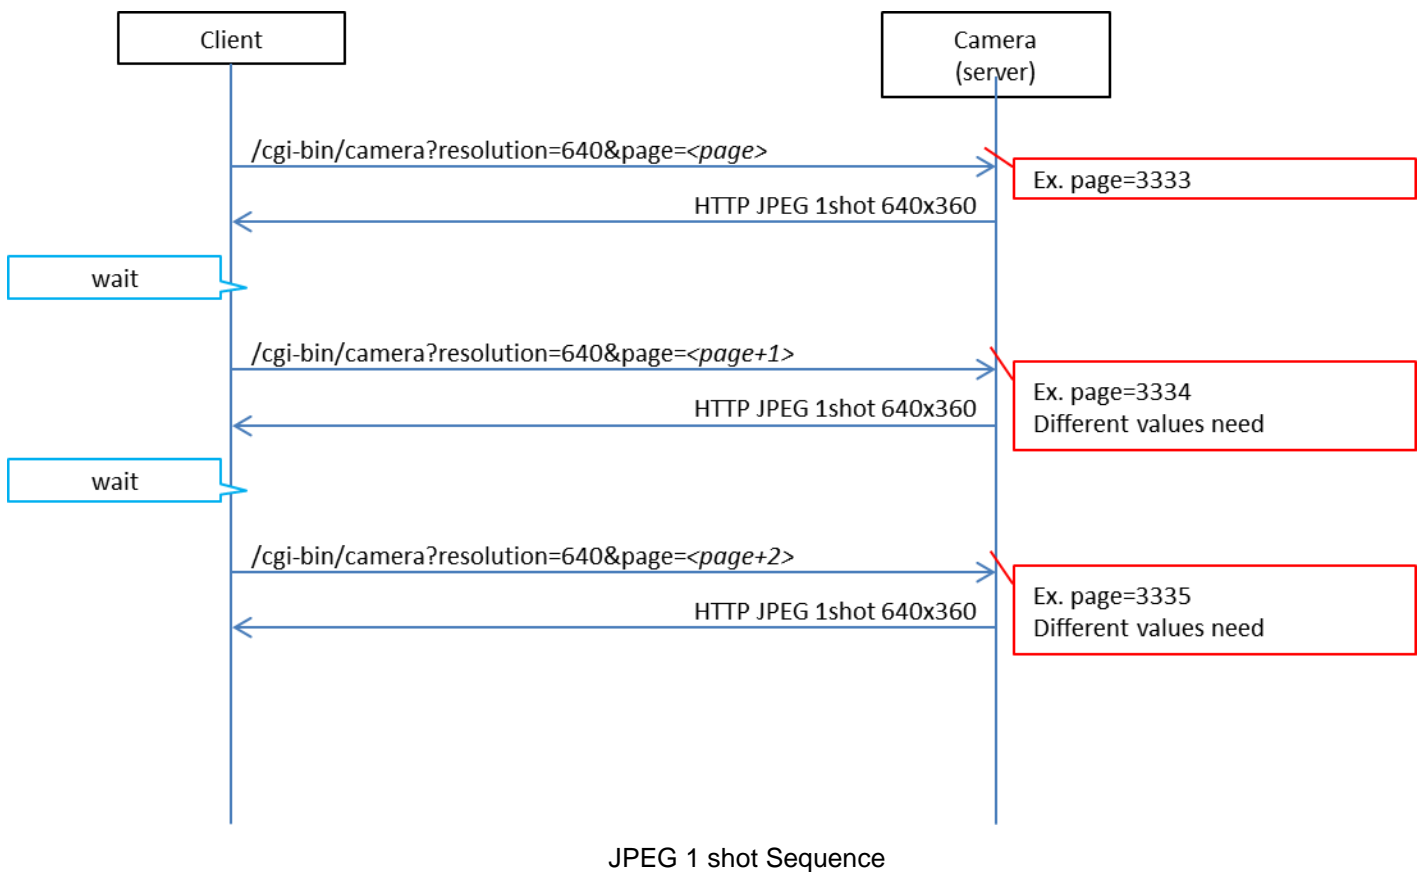 Client
Camera
(server)
/cgi-bin/camera?resolution=640&page=<page>
Ex. page=3333
HTTP JPEG 1shot 640x360
wait
/cgi-bin/camera?resolution=640&page=<page+1>
Ex. page=3334
Different values need
HTTP JPEG 1shot 640x360
wait
/cgi-bin/camera?resolution=640&page=<page+2>
Ex. page=3335
Different values need
HTTP JPEG 1shot 640x360
JPEG 1 shot Sequence